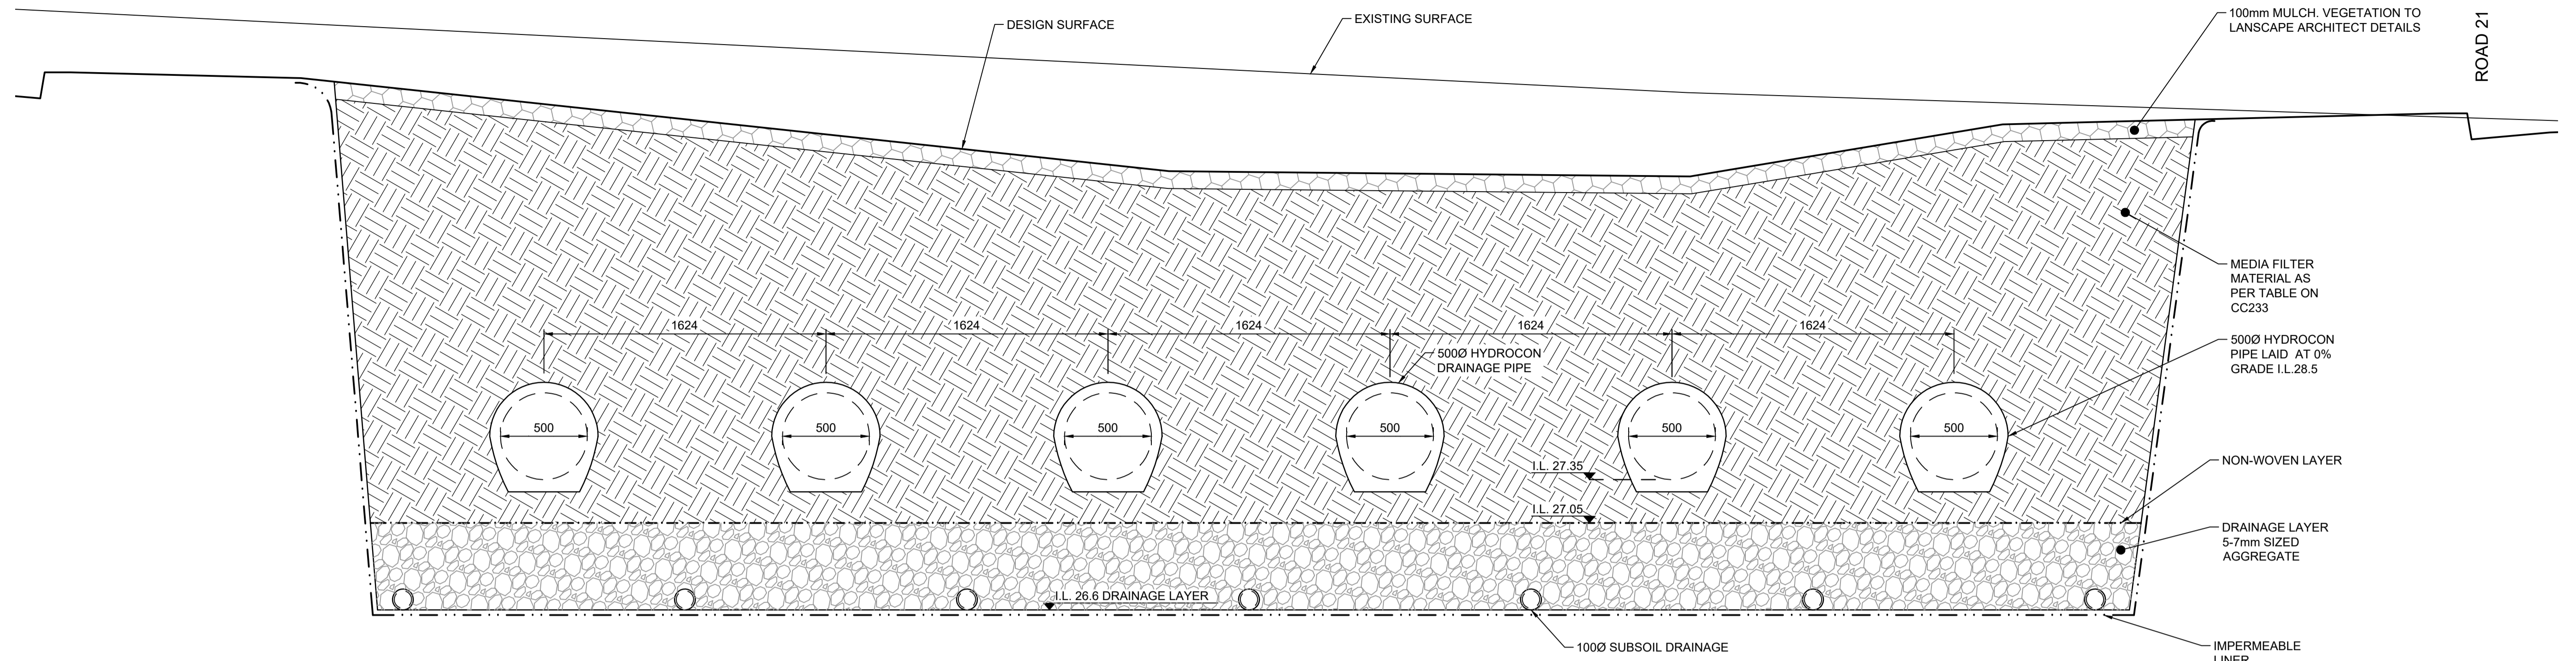 DESIGN SURFACE
EXISTING SURFACE
100mm MULCH. VEGETATION TO
LANSCAPE ARCHITECT DETAILS
ROAD 21
MEDIA FILTER
MATERIAL AS
PER TABLE ON
CC233
1624
1624
1624
1624
1624
500Ø HYDROCON
DRAINAGE PIPE
500Ø HYDROCON
PIPE LAID AT 0%
GRADE I.L.28.5
500
500
500
500
500
500
I.L. 27.35
NON-WOVEN LAYER
I.L. 27.05
DRAINAGE LAYER
5-7mm SIZED
AGGREGATE
I.L. 26.6 DRAINAGE LAYER
100Ø SUBSOIL DRAINAGE
IMPERMEABLE
LINER